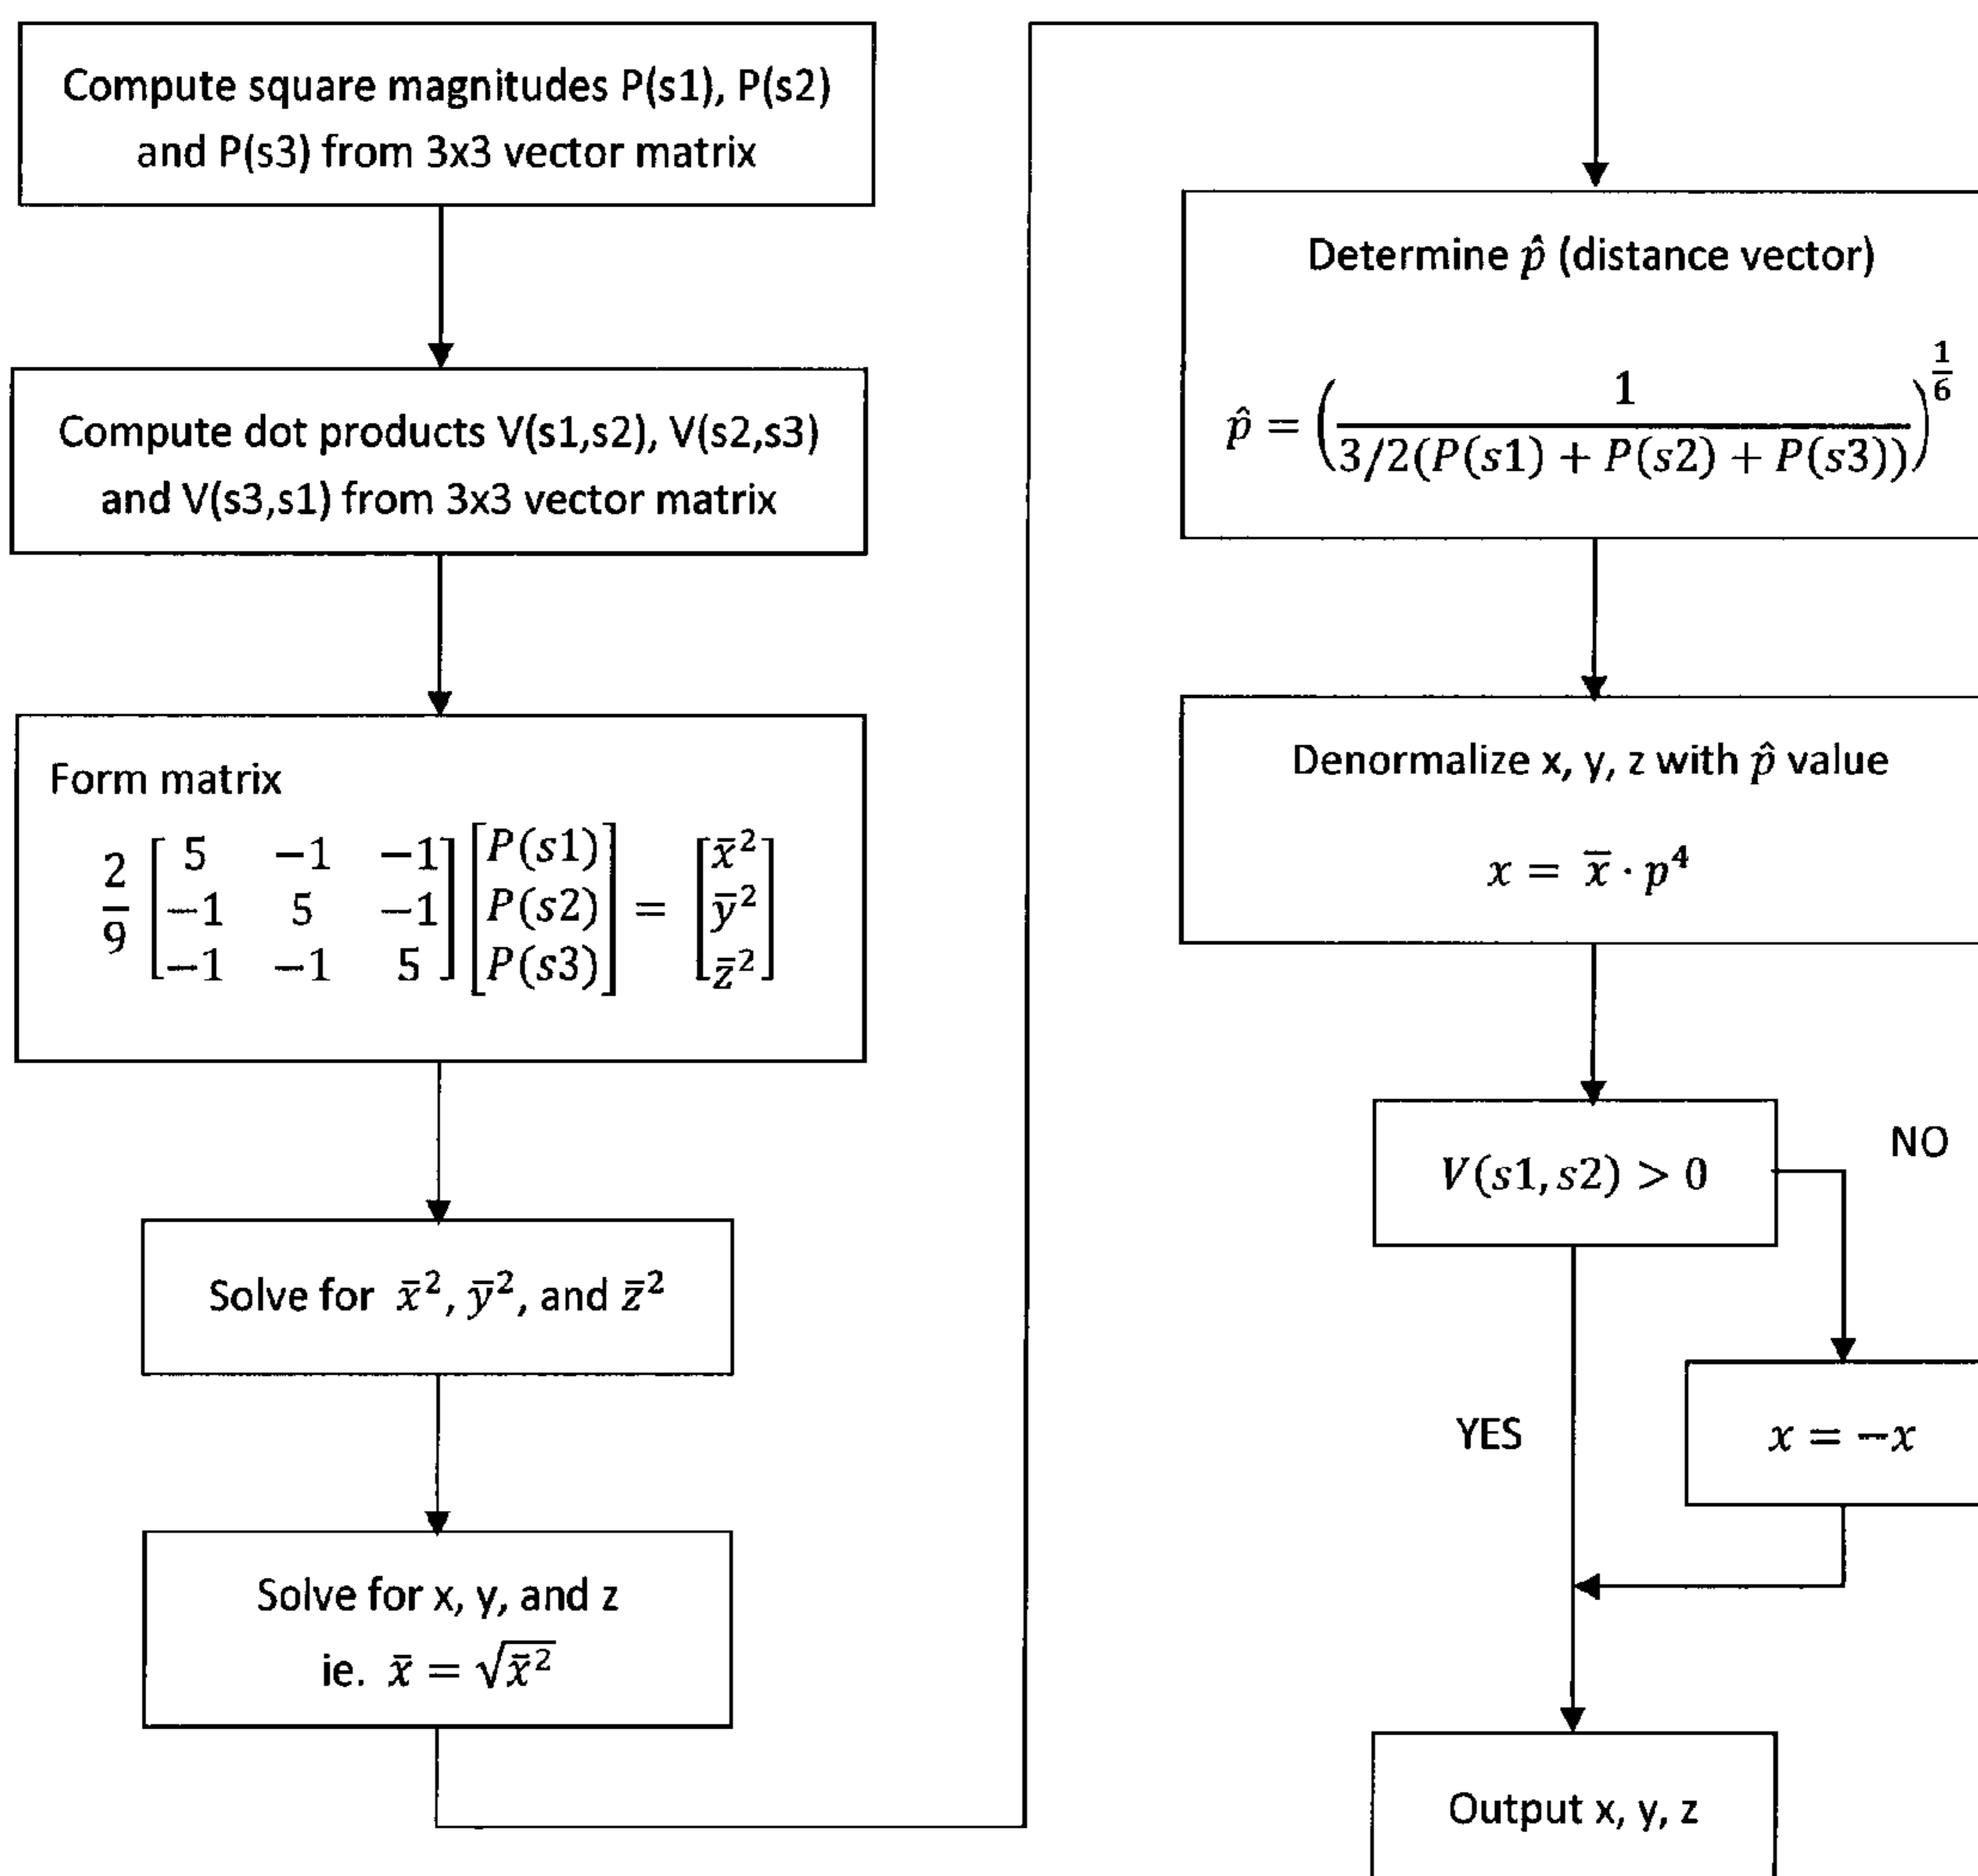 Compute square magnitudes P(s1), P(s2)
and P(s3) from 3x3 vector matrix
Compute dot products V(s1,s2), V(s2,s3)
and V(s3,s1) from 3x3 vector matrix
Form matrix
2/9 [5 −1 −1; −1 5 −1; −1 −1 5] [P(s1); P(s2); P(s3)] = [x̄²; ȳ²; z̄²]
Solve for x̄², ȳ², and z̄²
Solve for x, y, and z
ie. x̄ = √x̄²
Determine p̂ (distance vector)
p̂ = (1 / 3/2(P(s1) + P(s2) + P(s3)))^(1/6)
Denormalize x, y, z with p̂ value
x = x̄ · p⁴
V(s1, s2) > 0
NO
YES
x = −x
Output x, y, z